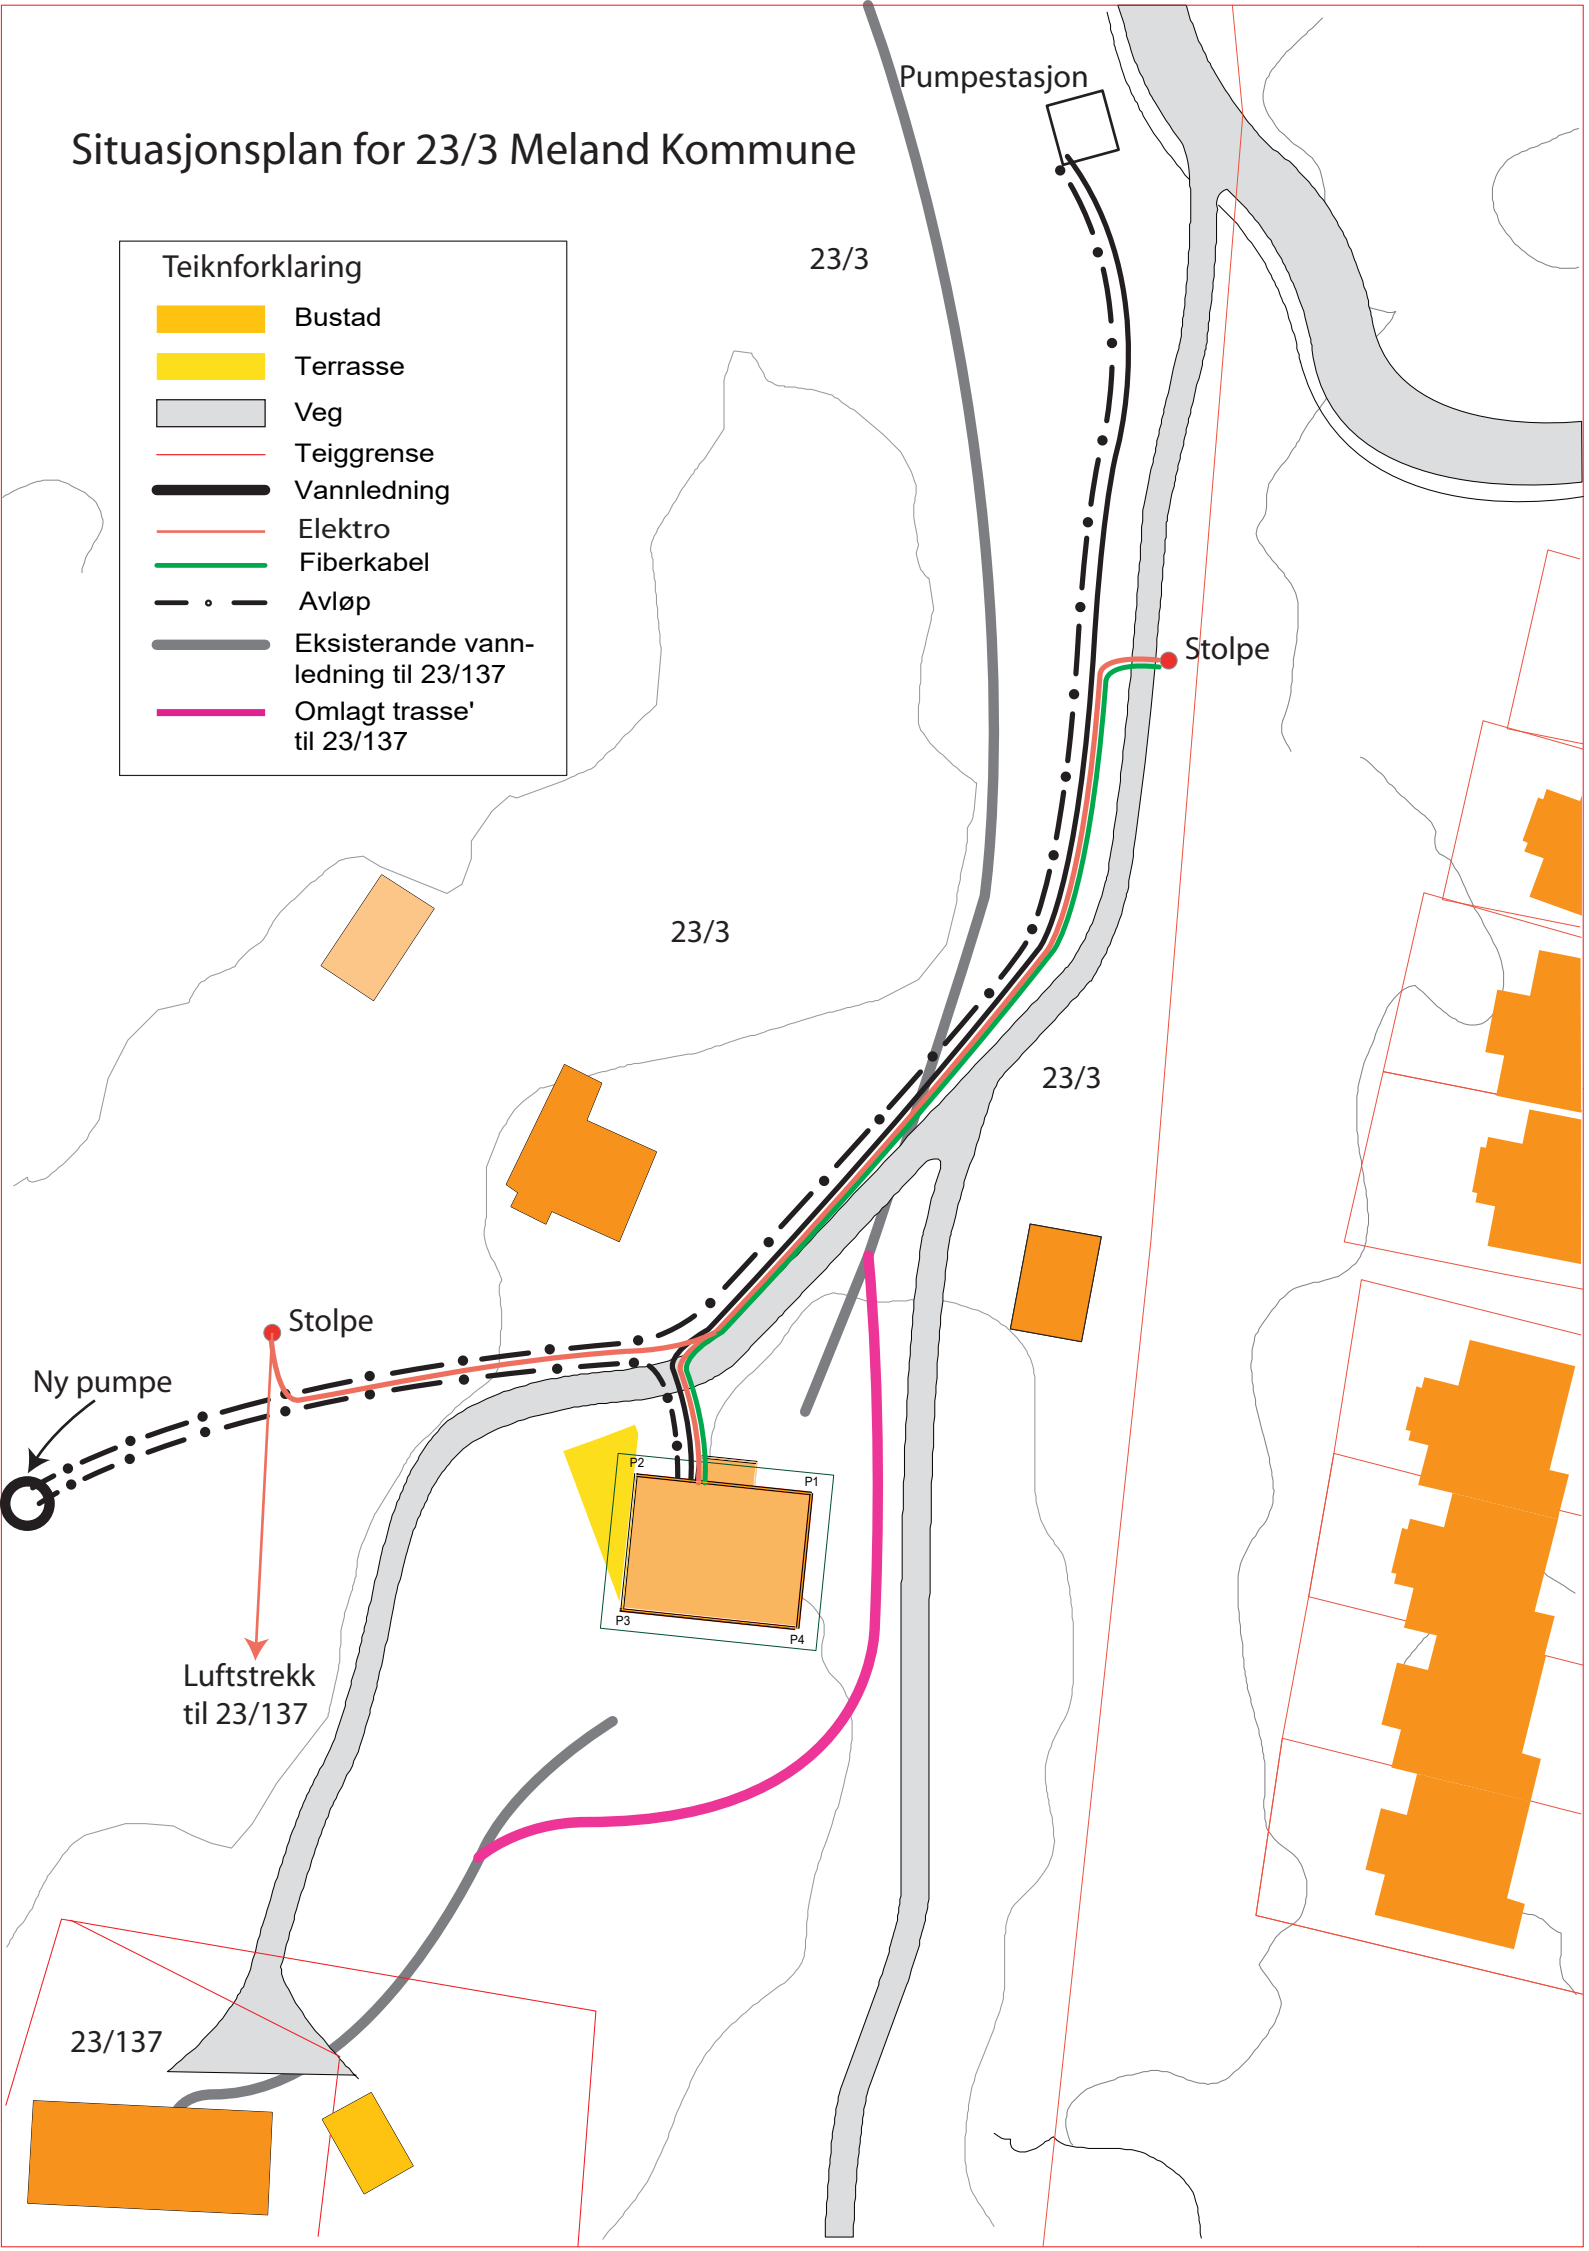 Pumpestasjon
Situasjonsplan for 23/3 Meland Kommune
23/3
Teiknforklaring
Bustad
Terrasse
Veg
Teiggrense
Vannledning
Elektro
Fiberkabel
Avløp
Eksisterande vann-
ledning til 23/137
Omlagt trasse'
til 23/137
Stolpe
23/3
23/3
Stolpe
Ny pumpe
P2
P1
P3
P4
Luftstrekk
til 23/137
23/137